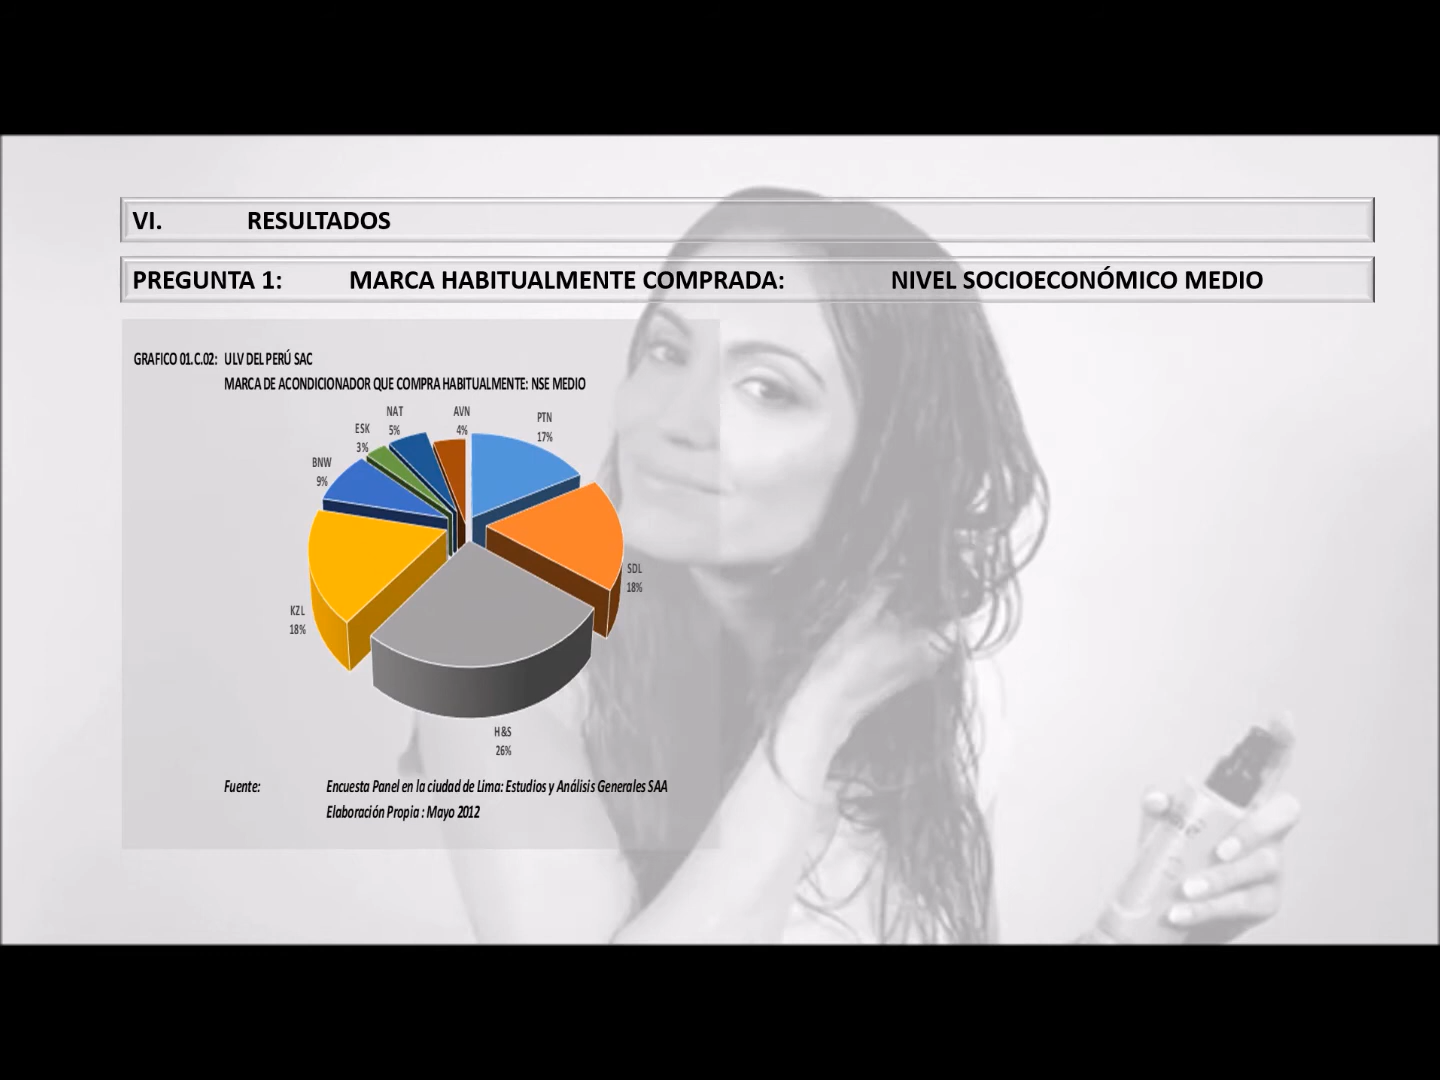 VI. RESULTADOS
PREGUNTA 1: MARCA HABITUALMENTE COMPRADA: NIVEL SOCIOECONÓMICO MEDIO
GRAFICO 01.C.02: ULV DEL PERÚ SAC
MARCA DE ACONDICIONADOR QUE COMPRA HABITUALMENTE: NSE MEDIO
PTN
17%
SDL
18%
H&S
26%
KZL
18%
BNW
9%
ESK
3%
NAT
5%
AVN
4%
Fuente: Encuesta Panel en la ciudad de Lima: Estudios y Análisis Generales SAA
Elaboración Propia : Mayo 2012